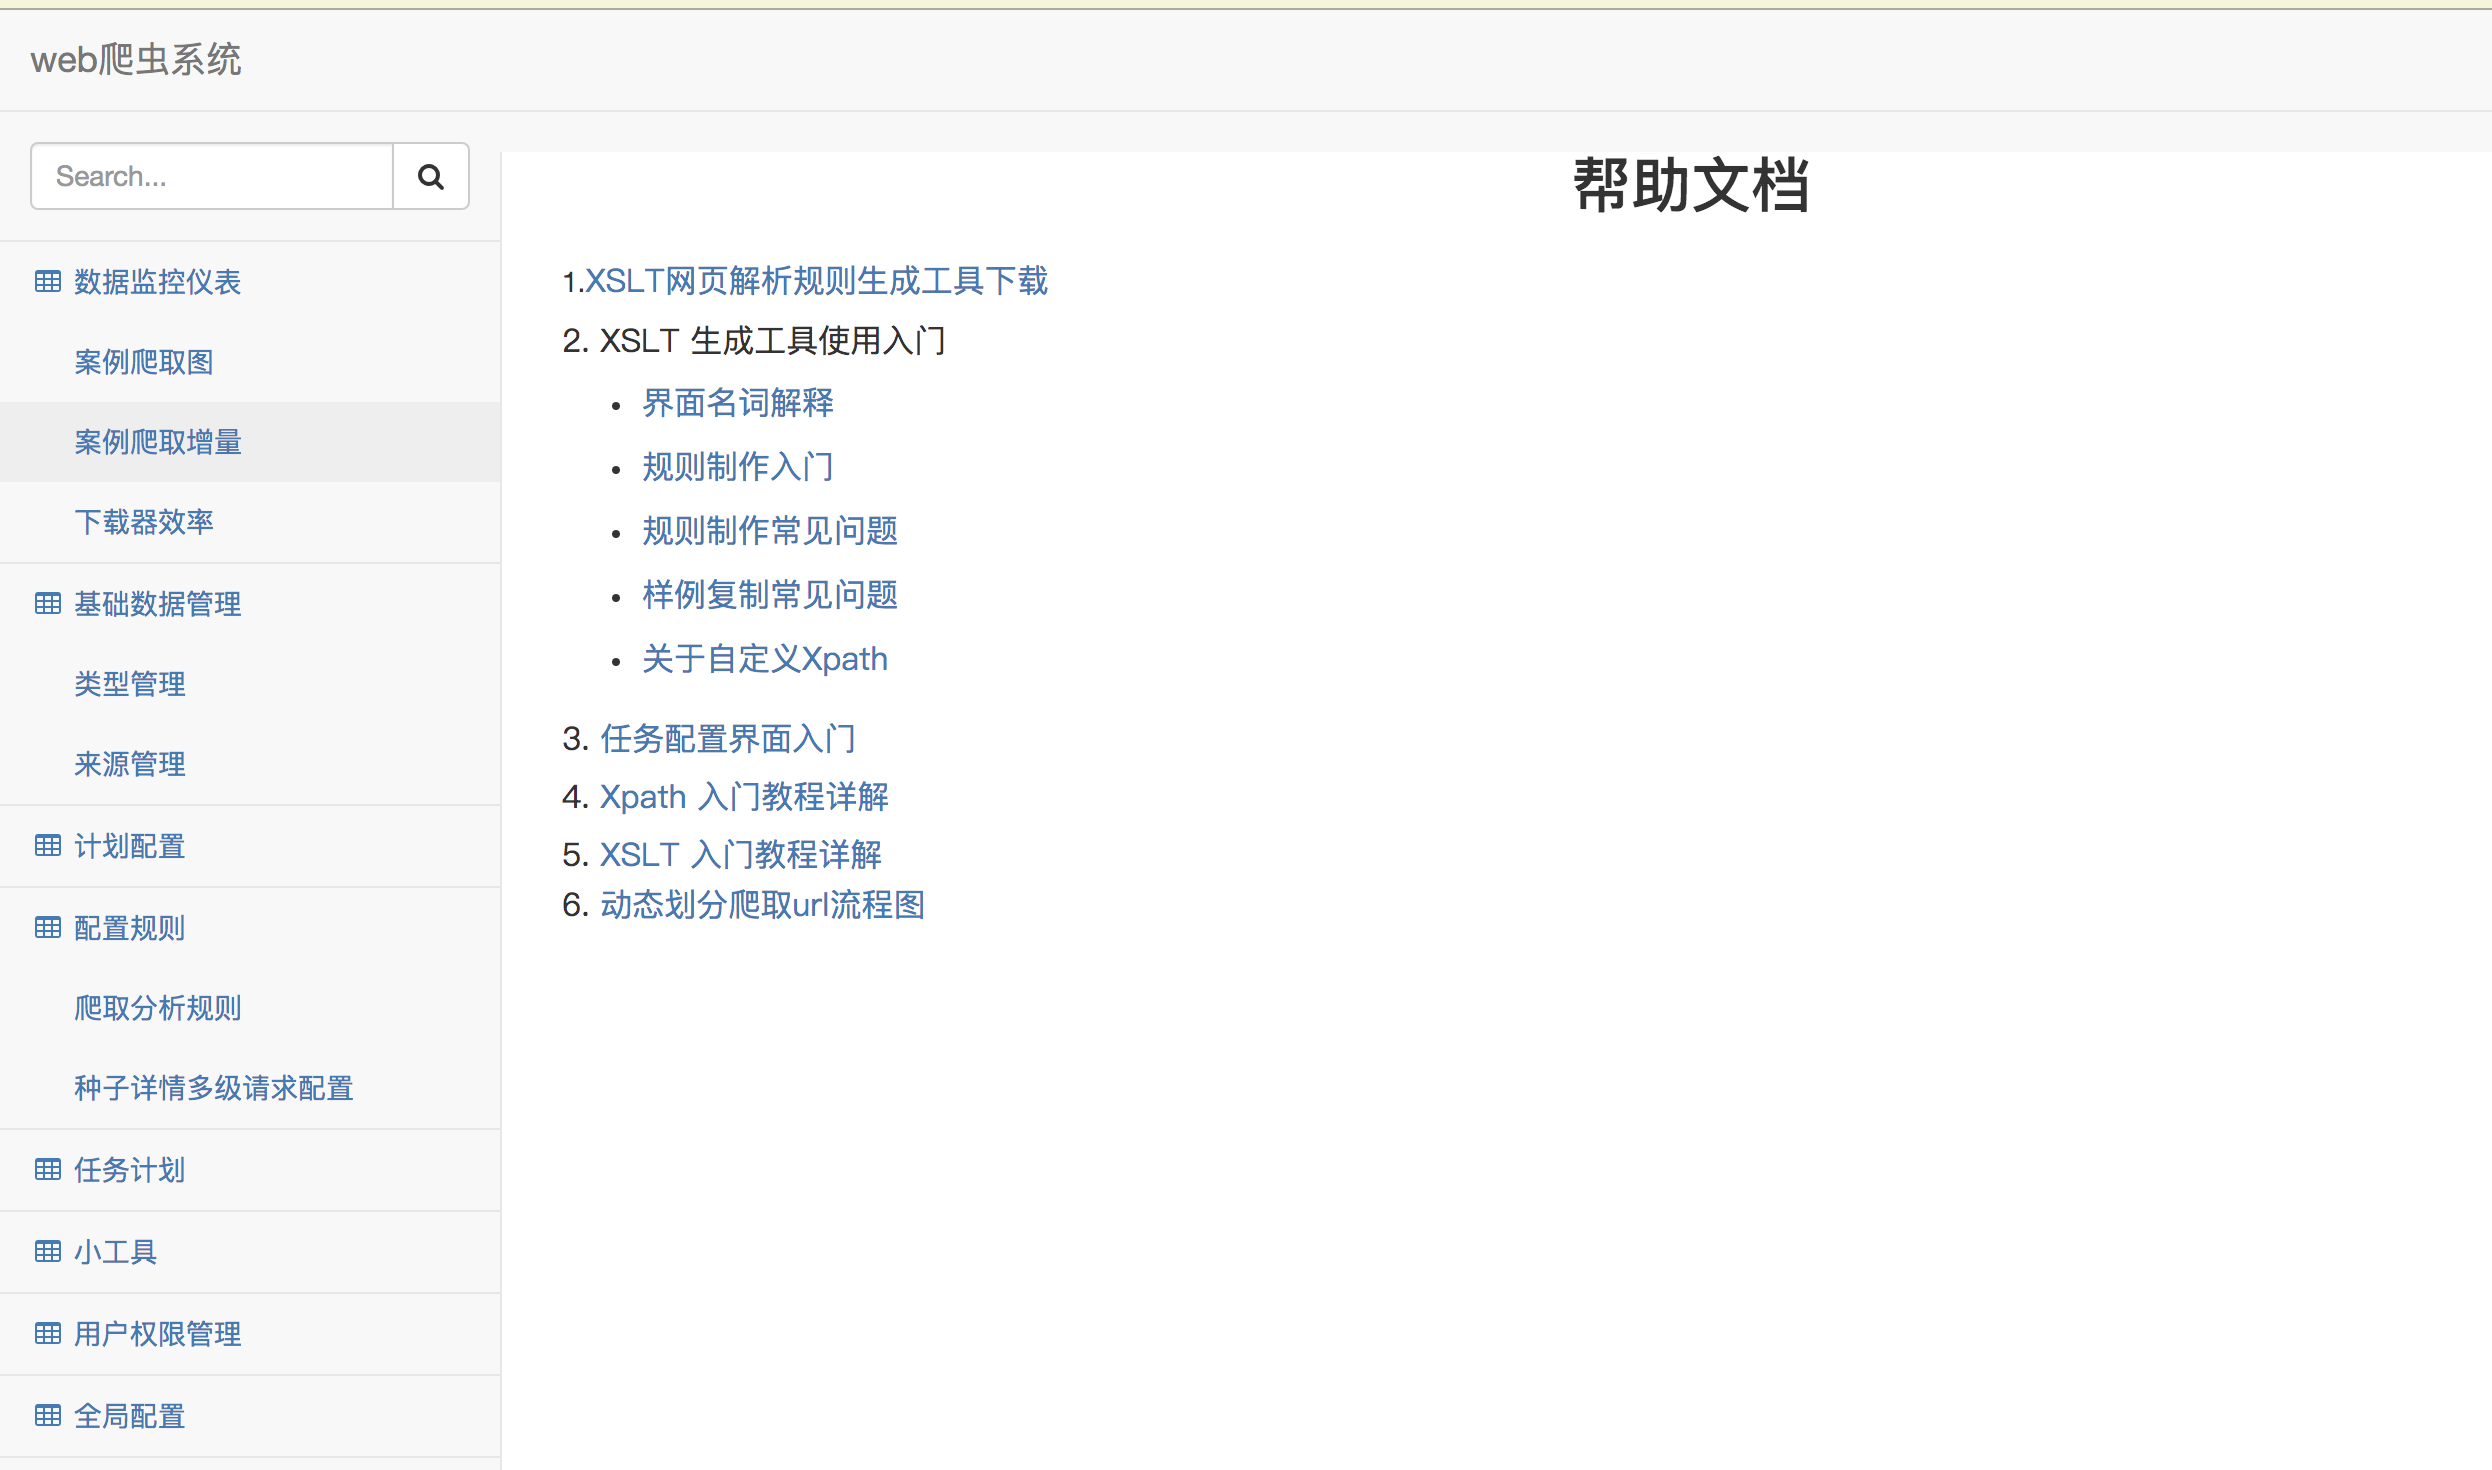 web爬虫系统
Search...
数据监控仪表
案例爬取图
案例爬取增量
下载器效率
基础数据管理
类型管理
来源管理
计划配置
配置规则
爬取分析规则
种子详情多级请求配置
任务计划
小工具
用户权限管理
全局配置
帮助文档
1.XSLT网页解析规则生成工具下载
2. XSLT 生成工具使用入门
• 界面名词解释
• 规则制作入门
• 规则制作常见问题
• 样例复制常见问题
• 关于自定义Xpath
3. 任务配置界面入门
4. Xpath 入门教程详解
5. XSLT 入门教程详解
6. 动态划分爬取url流程图